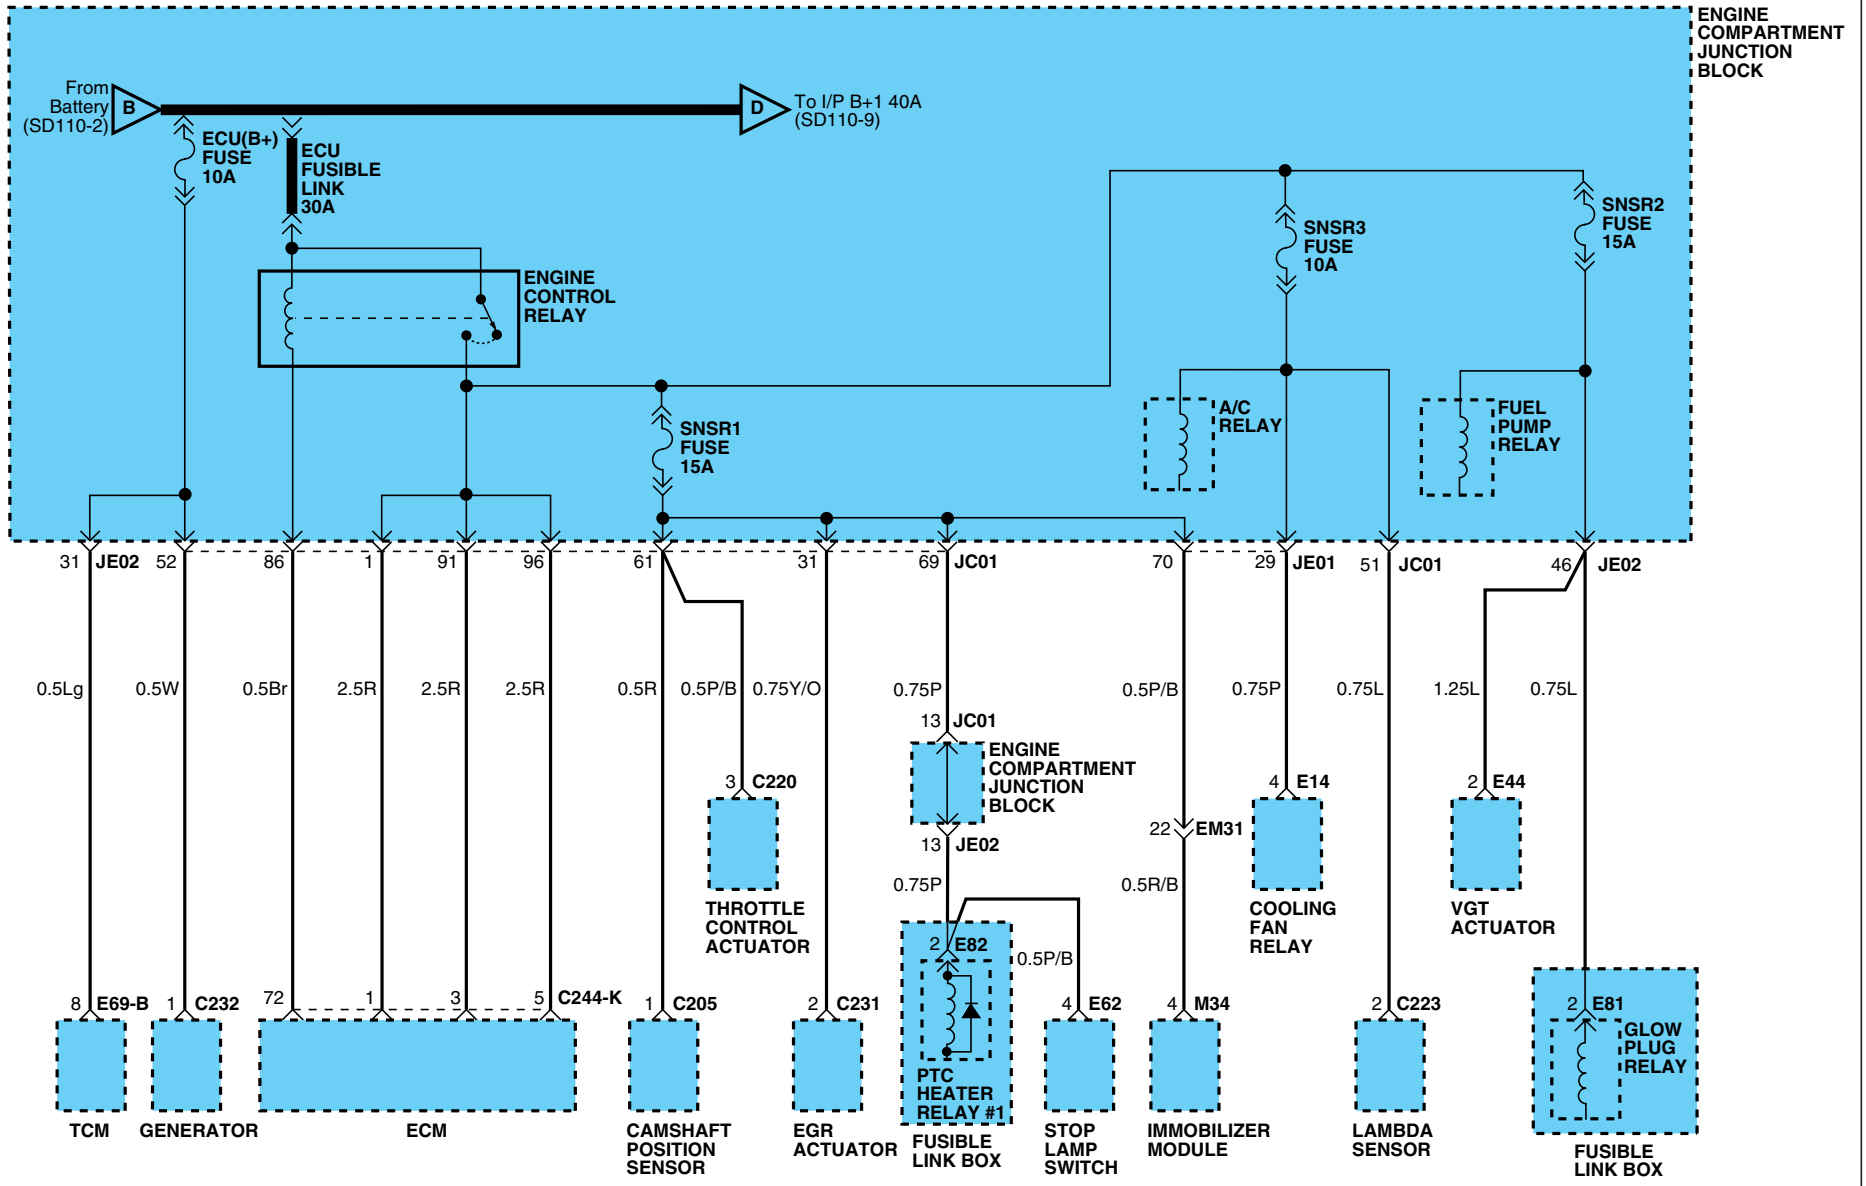 ENGINE
COMPARTMENT
JUNCTION
BLOCK
From
Battery
(SD110-2)
B
D
To I/P B+1 40A
(SD110-9)
ECU(B+)
FUSE
10A
ECU
FUSIBLE
LINK
30A
SNSR3
FUSE
10A
SNSR2
FUSE
15A
ENGINE
CONTROL
RELAY
SNSR1
FUSE
15A
A/C
RELAY
FUEL
PUMP
RELAY
31 JE02 52 86 1 91 96 61 31 69 JC01 70 29 JE01 51 JC01 46 JE02
0.5Lg 0.5W 0.5Br 2.5R 2.5R 2.5R 0.5R 0.5P/B 0.75Y/O 0.75P 0.5P/B 0.75P 0.75L 1.25L 0.75L
13 JC01
ENGINE
COMPARTMENT
JUNCTION
BLOCK
13 JE02
0.75P
3 C220
THROTTLE
CONTROL
ACTUATOR
22 EM31
0.5R/B
4 E14
COOLING
FAN
RELAY
2 E44
VGT
ACTUATOR
2 E82
0.5P/B
PTC
HEATER
RELAY #1
FUSIBLE
LINK BOX
8 E69-B
TCM
1 C232
GENERATOR
72 1 3 5 C244-K
ECM
1 C205
CAMSHAFT
POSITION
SENSOR
2 C231
EGR
ACTUATOR
4 E62
STOP
LAMP
SWITCH
4 M34
IMMOBILIZER
MODULE
2 C223
LAMBDA
SENSOR
2 E81
GLOW
PLUG
RELAY
FUSIBLE
LINK BOX